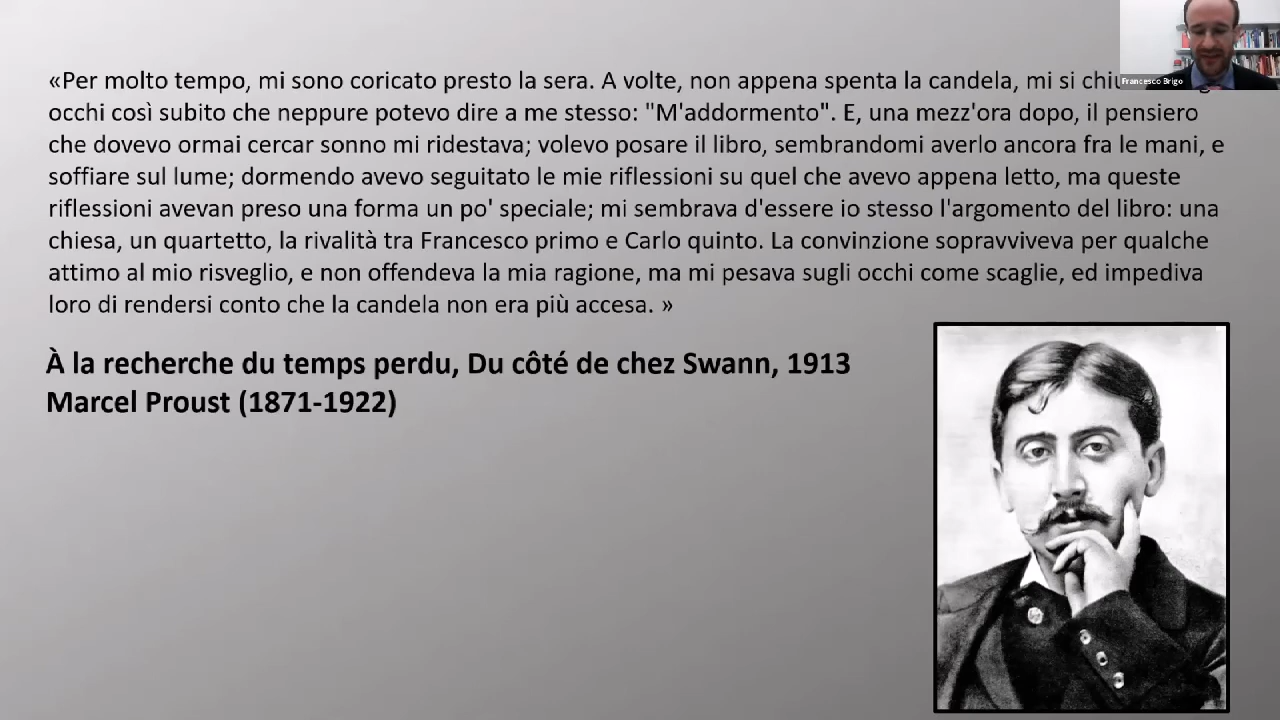 «Per molto tempo, mi sono coricato presto la sera. A volte, non appena spenta la candela, mi si
occhi così subito che neppure potevo dire a me stesso: "M'addormento". E, una mezz'ora dopo, il pensiero
che dovevo ormai cercar sonno mi ridestava; volevo posare il libro, sembrandomi averlo ancora fra le mani, e
soffiare sul lume; dormendo avevo seguitato le mie riflessioni su quel che avevo appena letto, ma queste
riflessioni avevan preso una forma un po' speciale; mi sembrava d'essere io stesso l'argomento del libro: una
chiesa, un quartetto, la rivalità tra Francesco primo e Carlo quinto. La convinzione sopravviveva per qualche
attimo al mio risveglio, e non offendeva la mia ragione, ma mi pesava sugli occhi come scaglie, ed impediva
loro di rendersi conto che la candela non era più accesa. »
À la recherche du temps perdu, Du côté de chez Swann, 1913
Marcel Proust (1871-1922)
Francesco Brigo